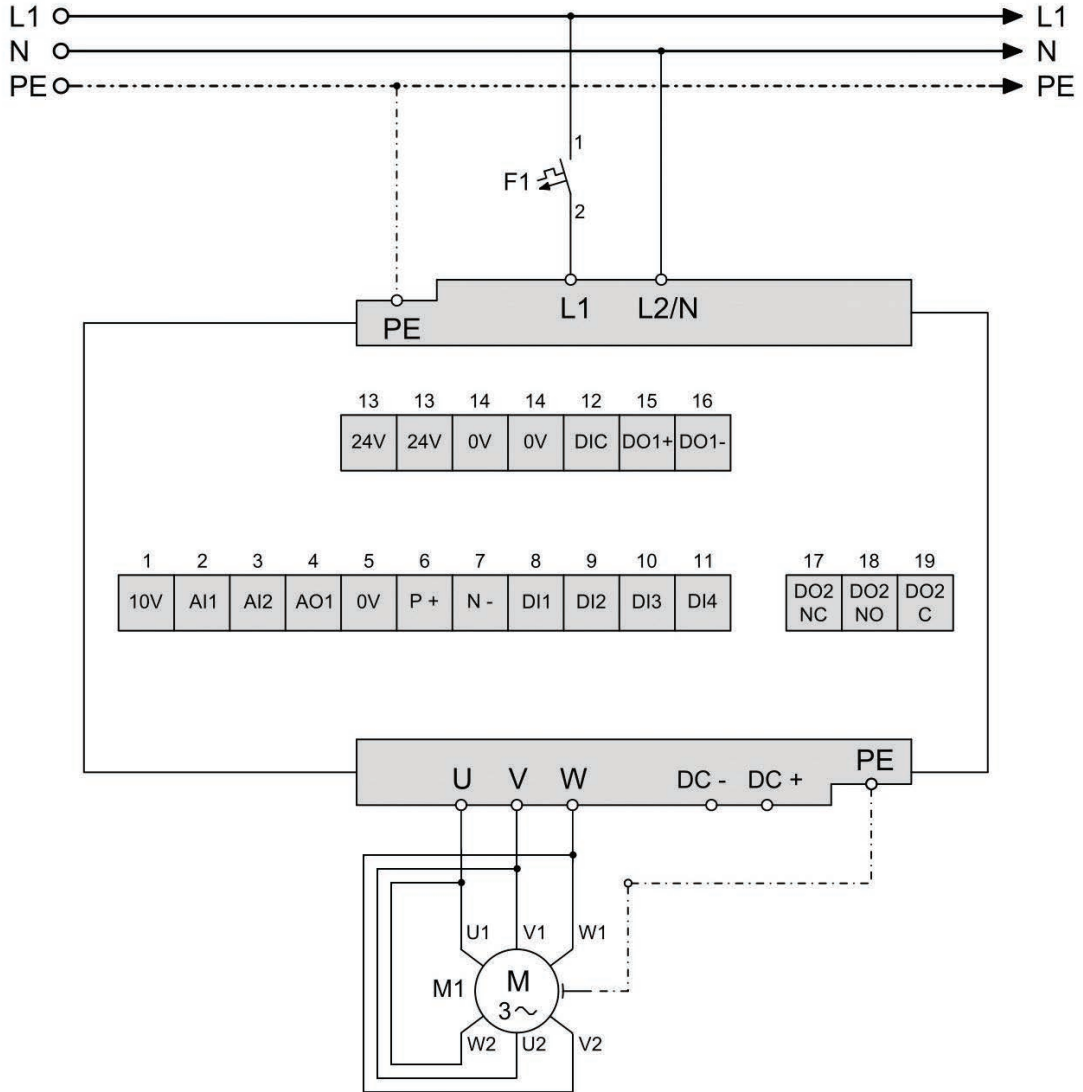 L1 L1
N N
PE PE
1
F1
2
L1 L2/N
PE
13 13 14 14 12 15 16
24V 24V 0V 0V DIC DO1+ DO1-
1 2 3 4 5 6 7 8 9 10 11 17 18 19
10V AI1 AI2 AO1 0V P + N - DI1 DI2 DI3 DI4 DO2 NC DO2 NO DO2 C
PE
U V W DC - DC +
U1 V1 W1
M1 M
3~
W2 U2 V2